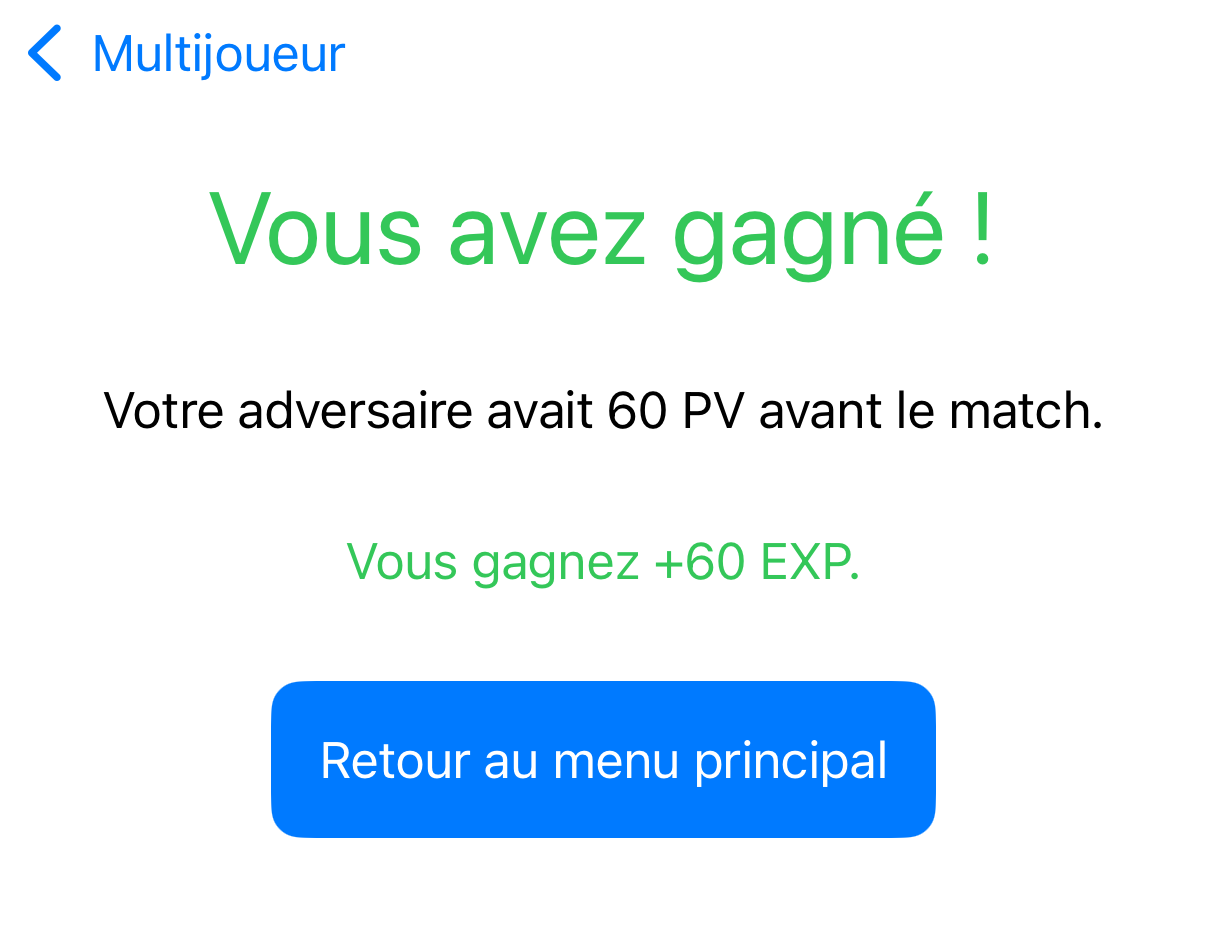 Multijoueur
Vous avez gagné !
Votre adversaire avait 60 PV avant le match.
Vous gagnez +60 EXP.
Retour au menu principal